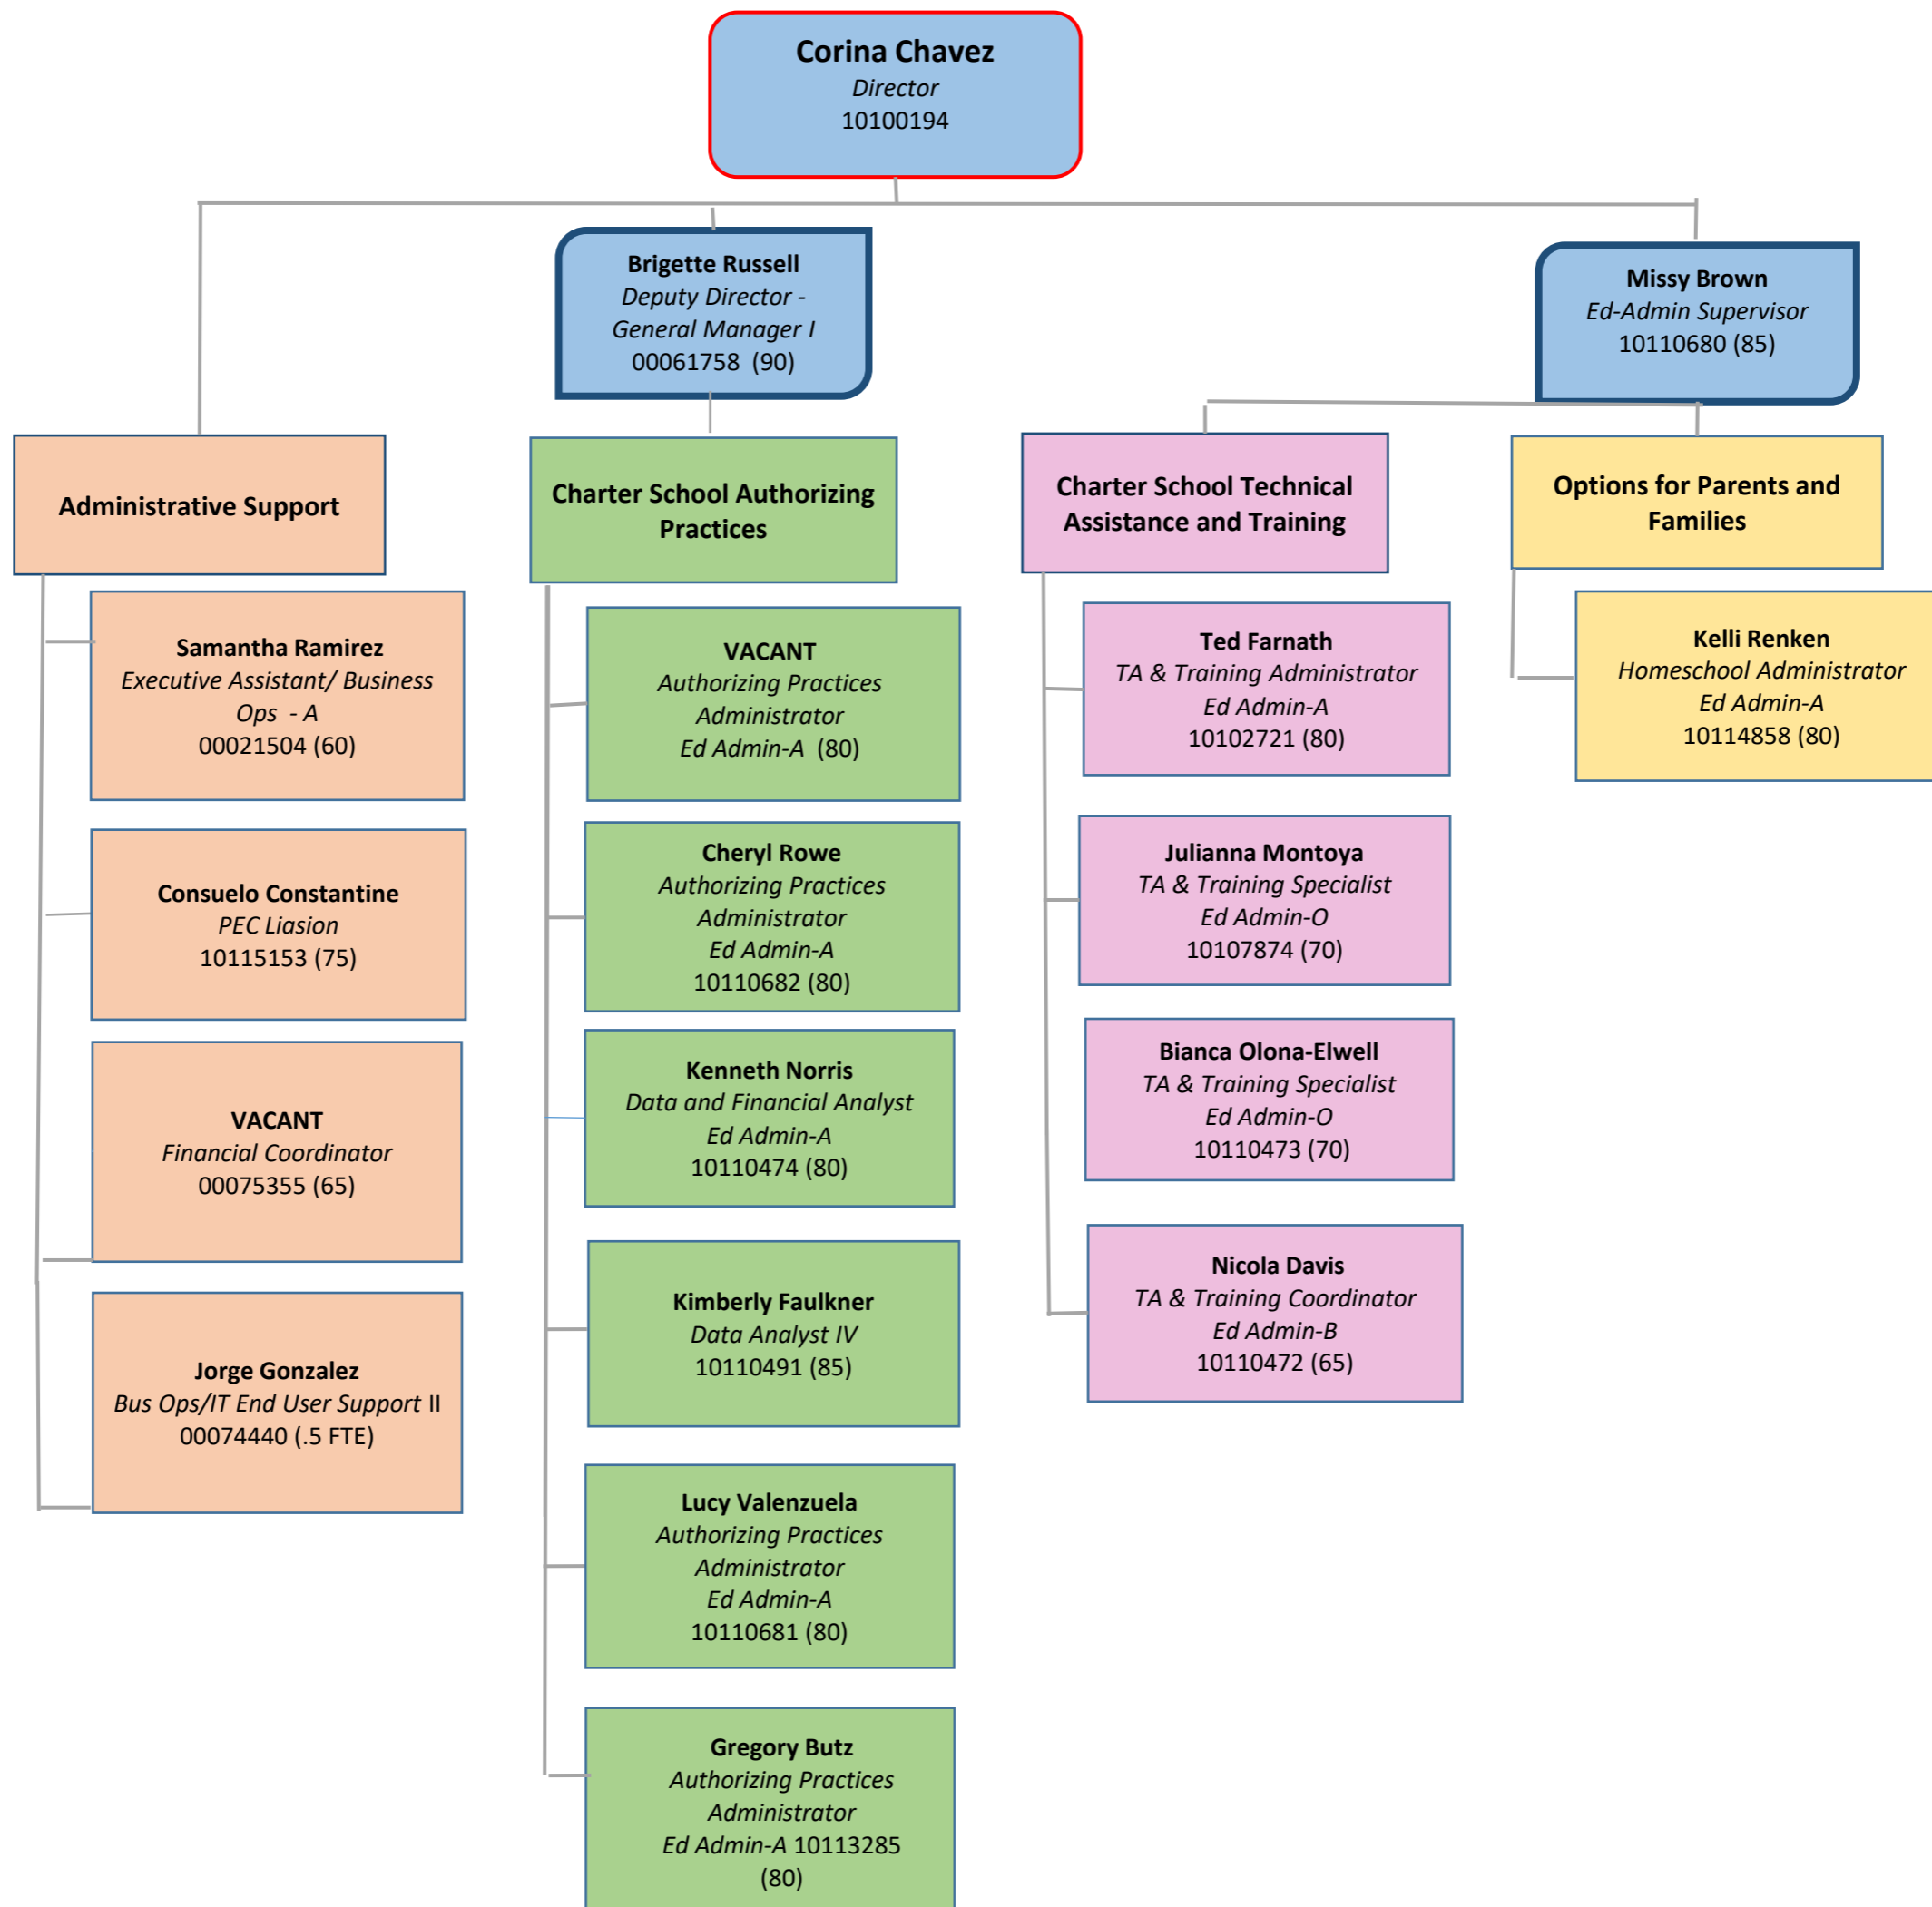 Corina Chavez
Director
10100194
Brigette Russell
Deputy Director -
General Manager I
00061758 (90)
Missy Brown
Ed-Admin Supervisor
10110680 (85)
Administrative Support
Samantha Ramirez
Executive Assistant/ Business
Ops - A
00021504 (60)
Consuelo Constantine
PEC Liasion
10115153 (75)
VACANT
Financial Coordinator
00075355 (65)
Jorge Gonzalez
Bus Ops/IT End User Support II
00074440 (.5 FTE)
Charter School Authorizing
Practices
VACANT
Authorizing Practices
Administrator
Ed Admin-A (80)
Cheryl Rowe
Authorizing Practices
Administrator
Ed Admin-A
10110682 (80)
Kenneth Norris
Data and Financial Analyst
Ed Admin-A
10110474 (80)
Kimberly Faulkner
Data Analyst IV
10110491 (85)
Lucy Valenzuela
Authorizing Practices
Administrator
Ed Admin-A
10110681 (80)
Gregory Butz
Authorizing Practices
Administrator
Ed Admin-A 10113285
(80)
Charter School Technical
Assistance and Training
Ted Farnath
TA & Training Administrator
Ed Admin-A
10102721 (80)
Julianna Montoya
TA & Training Specialist
Ed Admin-O
10107874 (70)
Bianca Olona-Elwell
TA & Training Specialist
Ed Admin-O
10110473 (70)
Nicola Davis
TA & Training Coordinator
Ed Admin-B
10110472 (65)
Options for Parents and
Families
Kelli Renken
Homeschool Administrator
Ed Admin-A
10114858 (80)